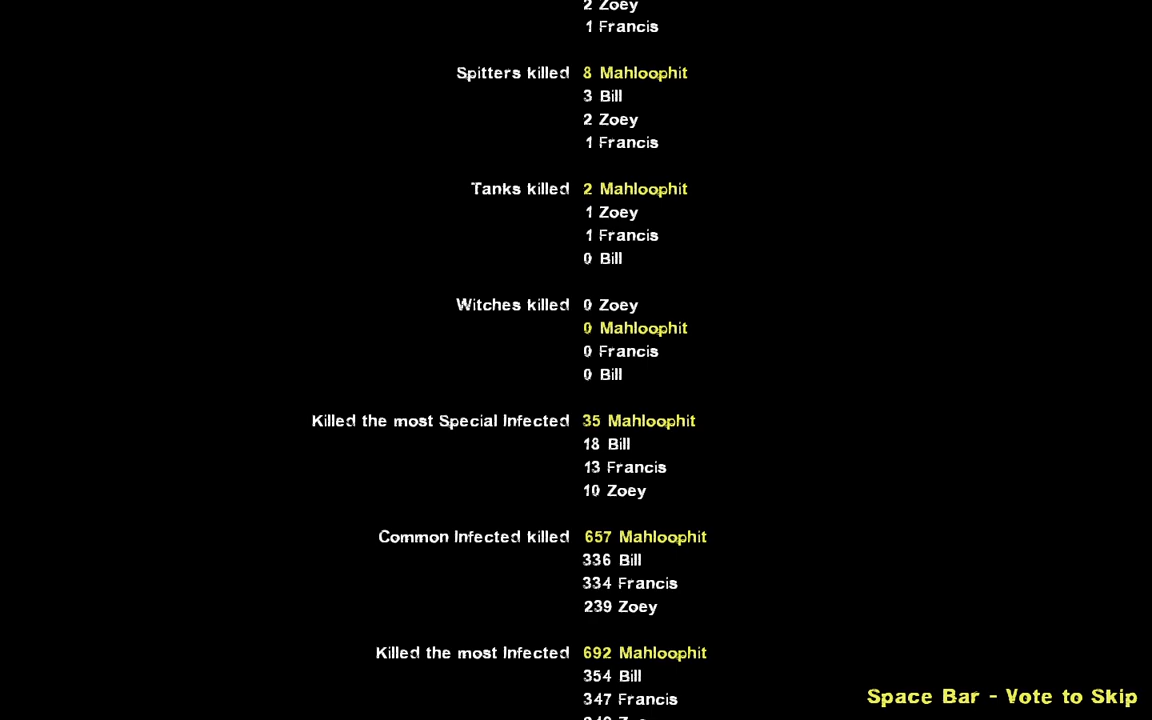 2 Zoey
1 Francis
Spitters killed 8 Mahloophit
3 Bill
2 Zoey
1 Francis
Tanks killed 2 Mahloophit
1 Zoey
1 Francis
0 Bill
Witches killed 0 Zoey
0 Mahloophit
0 Francis
0 Bill
Killed the most Special Infected 35 Mahloophit
18 Bill
13 Francis
10 Zoey
Common Infected killed 657 Mahloophit
336 Bill
334 Francis
239 Zoey
Killed the most Infected 692 Mahloophit
354 Bill
347 Francis
Space Bar - Vote to Skip